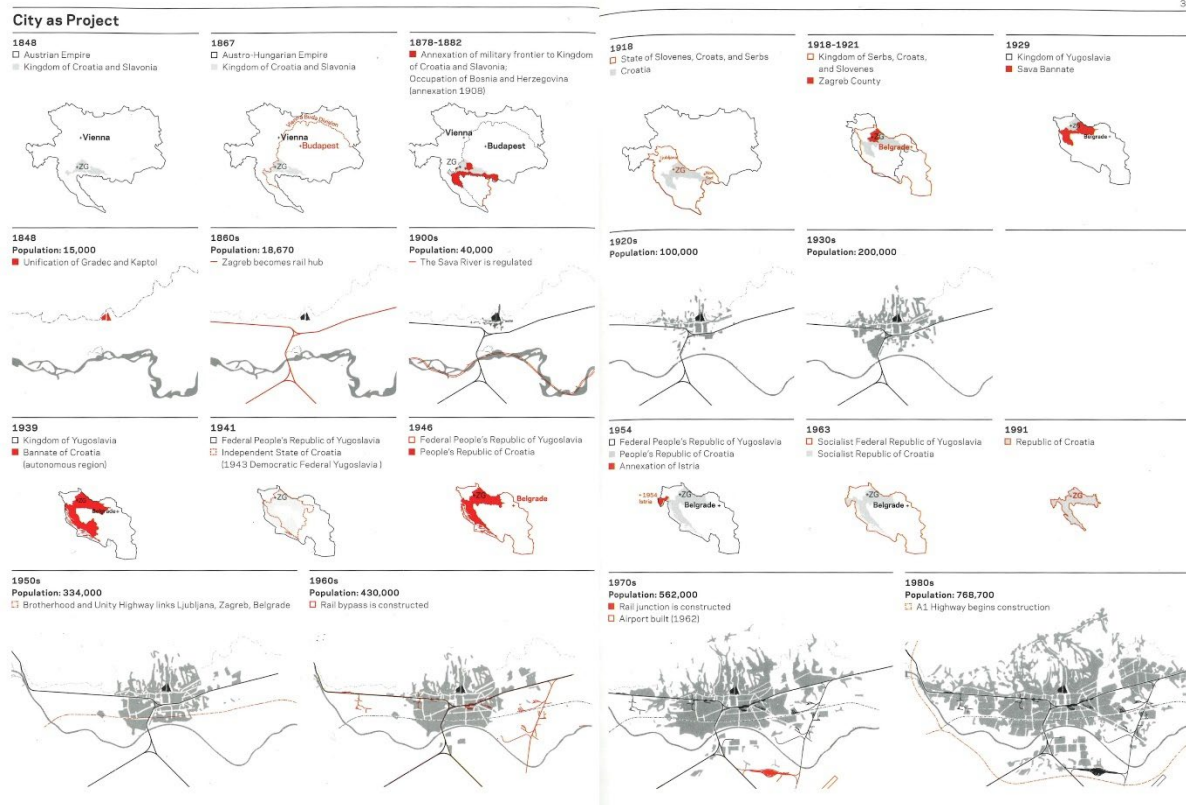 City as Project
3
1848
Austrian Empire
Kingdom of Croatia and Slavonia
Vienna
ZG
1867
Austro-Hungarian Empire
Kingdom of Croatia and Slavonia
Vienna
Budapest
ZG
1878-1882
Annexation of military frontier to Kingdom
of Croatia and Slavonia;
Occupation of Bosnia and Herzegovina
(annexation 1908)
Vienna
Budapest
ZG
1918
State of Slovenes, Croats, and Serbs
Croatia
ZG
1918-1921
Kingdom of Serbs, Croats,
and Slovenes
Zagreb County
ZG
Belgrade
1929
Kingdom of Yugoslavia
Sava Bannate
ZG
Belgrade
1848
Population: 15,000
Unification of Gradec and Kaptol
1860s
Population: 18,670
Zagreb becomes rail hub
1900s
Population: 40,000
The Sava River is regulated
1920s
Population: 100,000
1930s
Population: 200,000
1939
Kingdom of Yugoslavia
Bannate of Croatia
(autonomous region)
ZG
Belgrade
1941
Federal People's Republic of Yugoslavia
Independent State of Croatia
(1943 Democratic Federal Yugoslavia )
ZG
1946
Federal People's Republic of Yugoslavia
People's Republic of Croatia
ZG
Belgrade
1954
Federal People's Republic of Yugoslavia
People's Republic of Croatia
Annexation of Istria
1954
Istria
ZG
Belgrade
1963
Socialist Federal Republic of Yugoslavia
Socialist Republic of Croatia
ZG
Belgrade
1991
Republic of Croatia
ZG
1950s
Population: 334,000
Brotherhood and Unity Highway links Ljubljana, Zagreb, Belgrade
1960s
Population: 430,000
Rail bypass is constructed
1970s
Population: 562,000
Rail junction is constructed
Airport built (1962)
1980s
Population: 768,700
A1 Highway begins construction